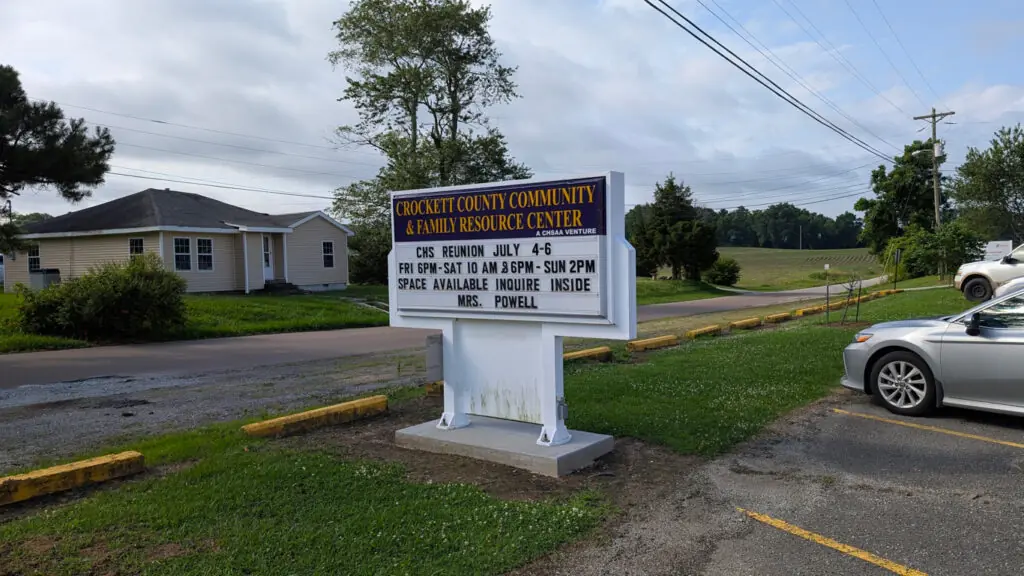 CROCKETT COUNTY COMMUNITY
& FAMILY RESOURCE CENTER
A CHSAA VENTURE
CHS REUNION JULY 4-6
FRI 6PM-SAT 10 AM & 6PM- SUN 2PM
SPACE AVAILABLE INQUIRE INSIDE
MRS. POWELL